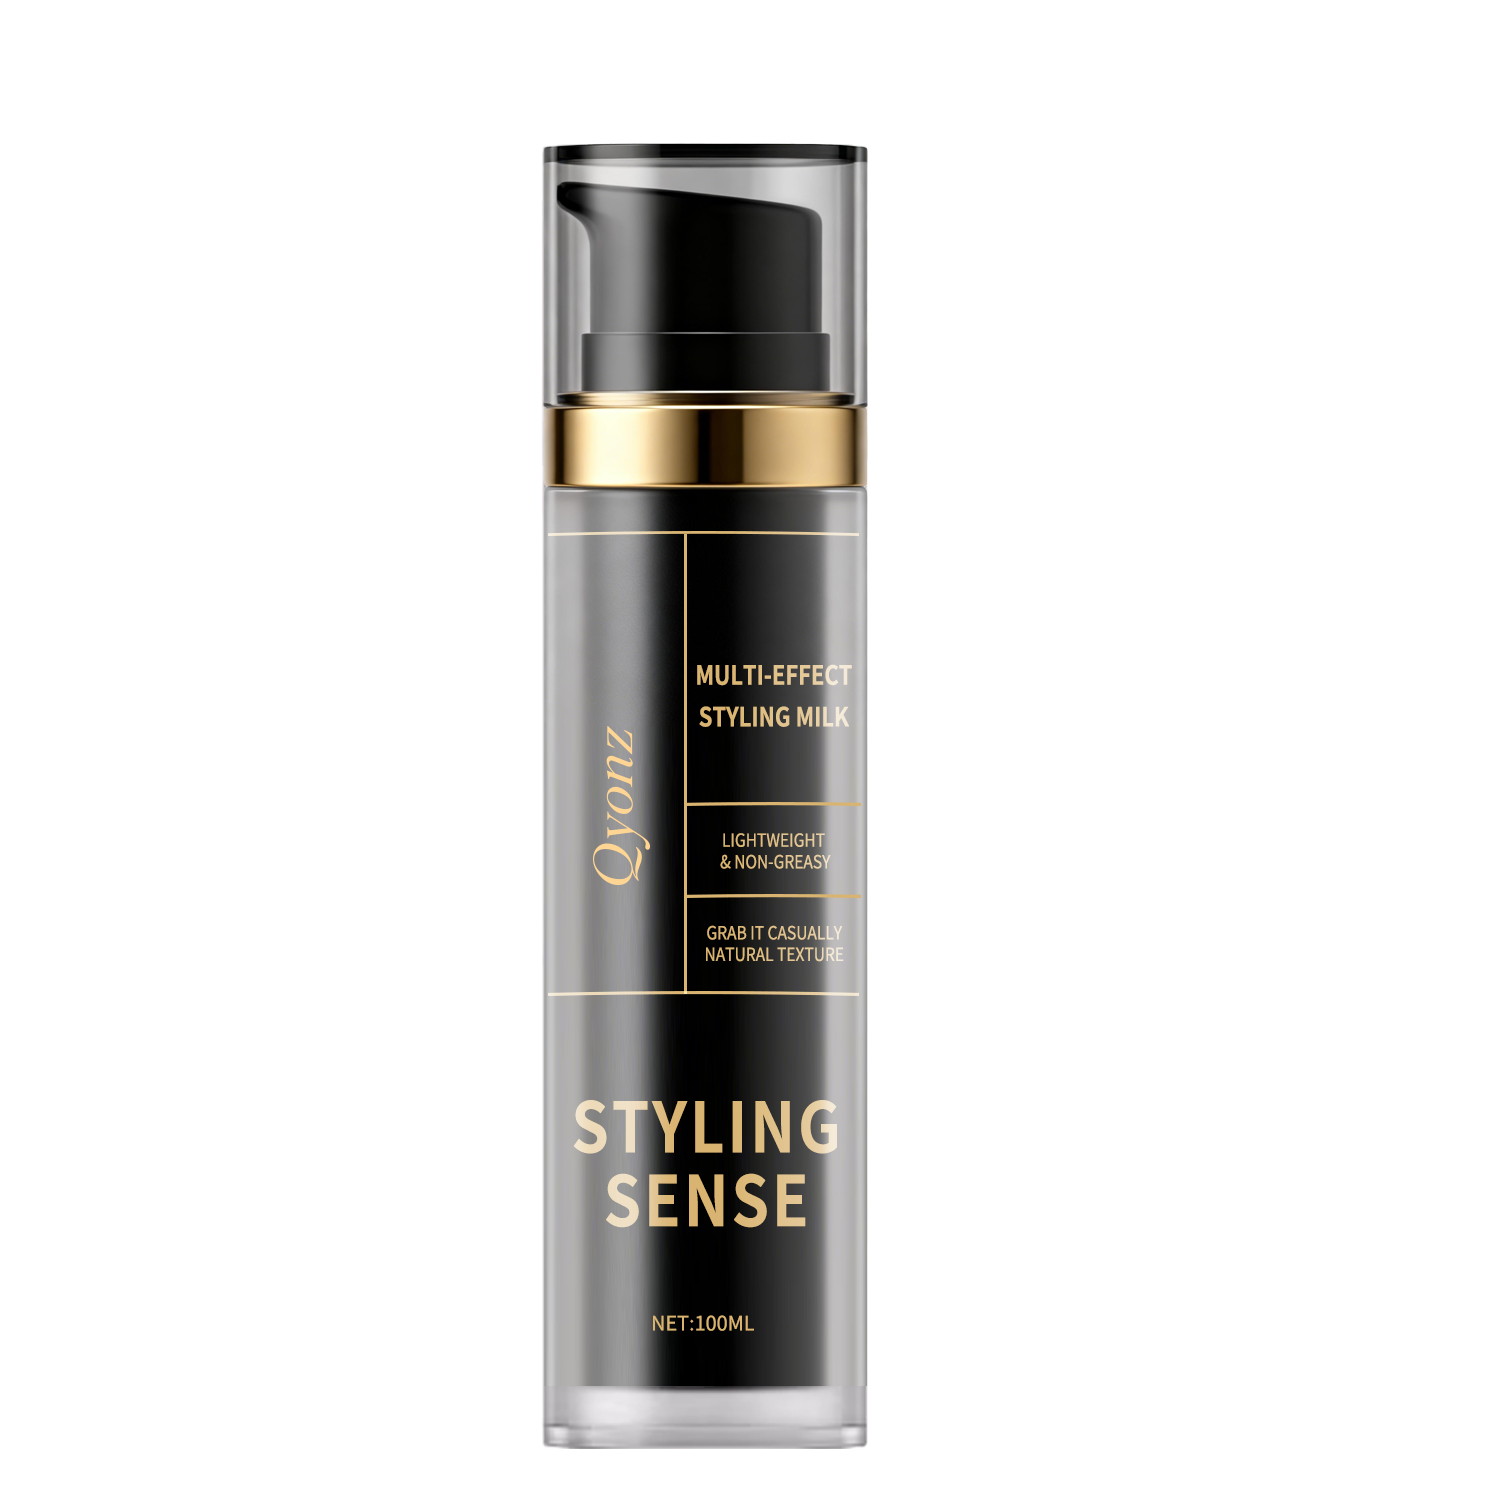 Qyonz
MULTI-EFFECT
STYLING MILK
LIGHTWEIGHT
& NON-GREASY
GRAB IT CASUALLY
NATURAL TEXTURE
STYLING
SENSE
NET:100ML